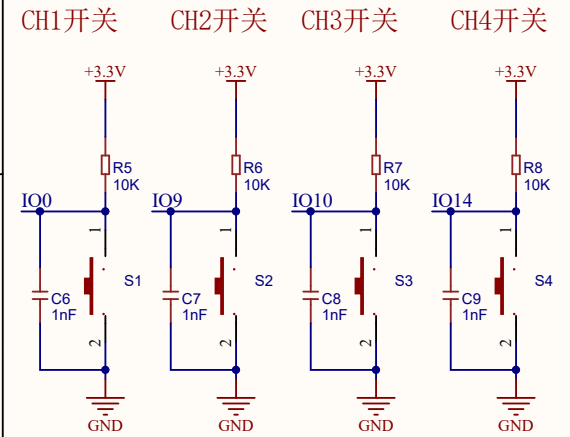 CH1开关 CH2开关 CH3开关 CH4开关
+3.3V +3.3V +3.3V +3.3V
R5 R6 R7 R8
10K 10K 10K 10K
IO0 IO9 IO10 IO14
1 1 1 1
S1 S2 S3 S4
C6 C7 C8 C9
1nF 1nF 1nF 1nF
2 2 2 2
GND GND GND GND